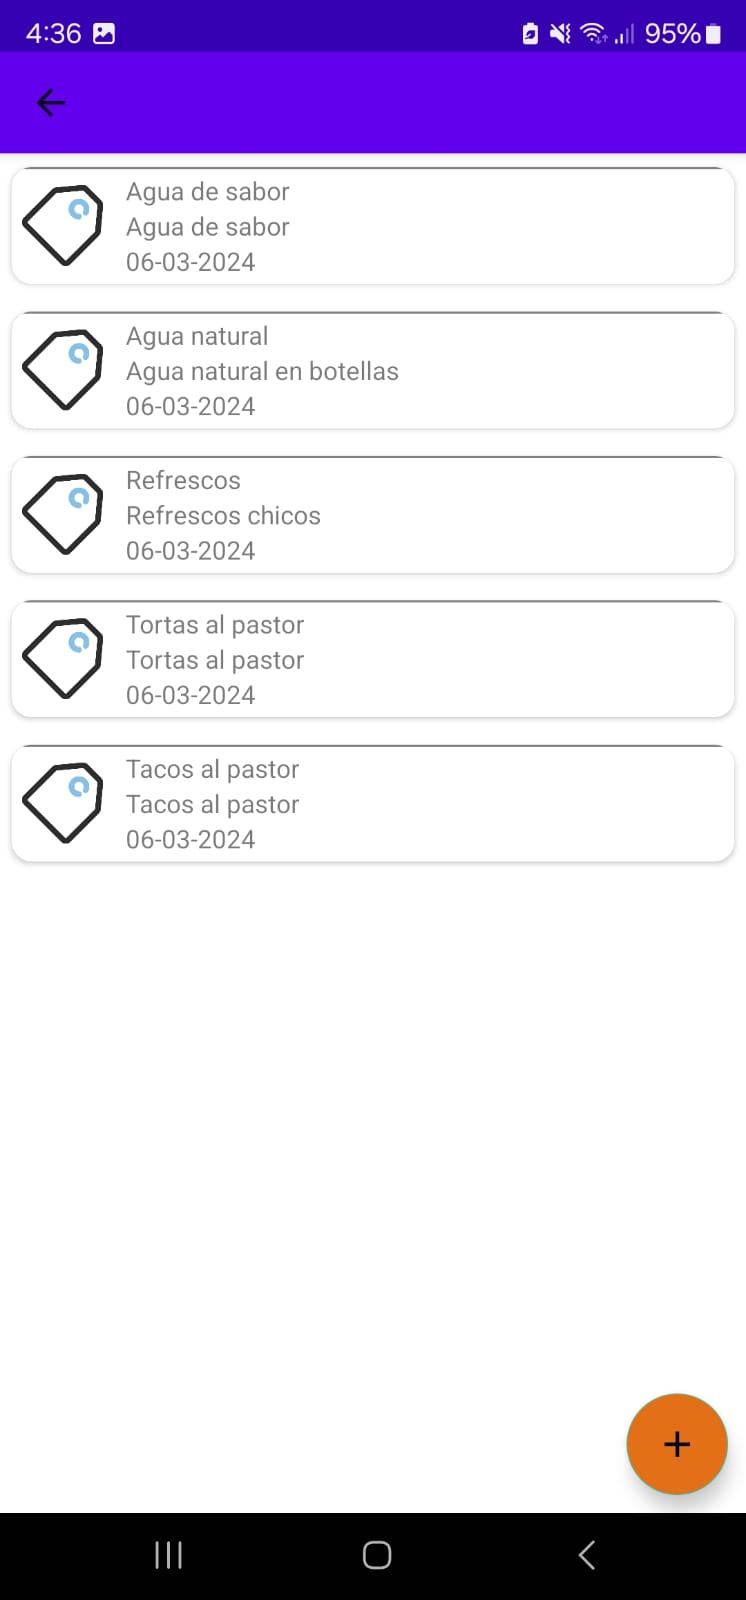 4:36 95%
Agua de sabor
Agua de sabor
06-03-2024
Agua natural
Agua natural en botellas
06-03-2024
Refrescos
Refrescos chicos
06-03-2024
Tortas al pastor
Tortas al pastor
06-03-2024
Tacos al pastor
Tacos al pastor
06-03-2024